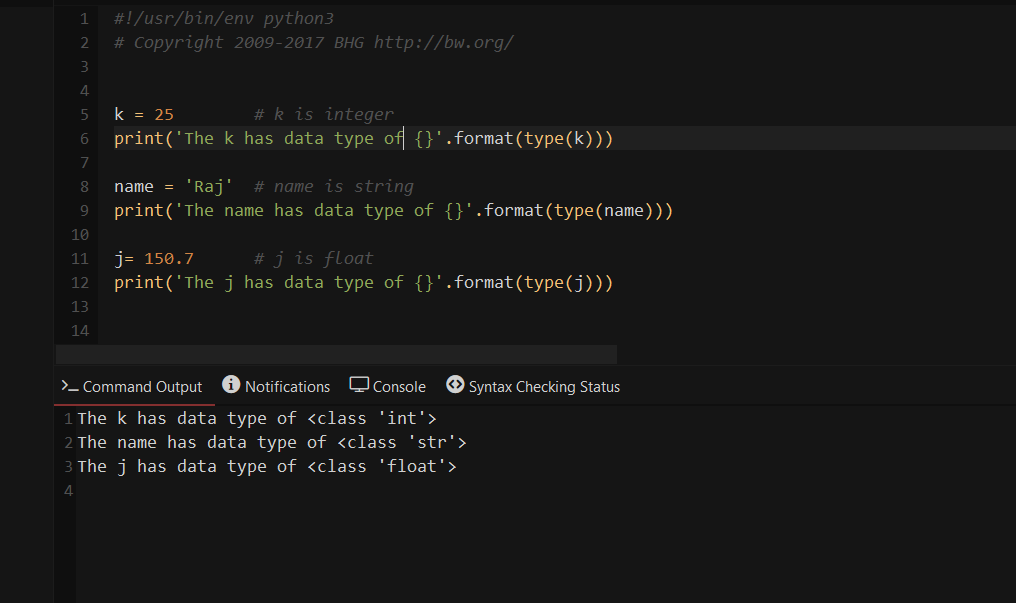 1 #!/usr/bin/env python3
2 # Copyright 2009-2017 BHG http://bw.org/
3
4
5 k = 25        # k is integer
6 print('The k has data type of {}'.format(type(k)))
7
8 name = 'Raj'  # name is string
9 print('The name has data type of {}'.format(type(name)))
10
11 j= 150.7      # j is float
12 print('The j has data type of {}'.format(type(j)))
13
14
>_ Command Output Notifications Console Syntax Checking Status
1 The k has data type of <class 'int'>
2 The name has data type of <class 'str'>
3 The j has data type of <class 'float'>
4